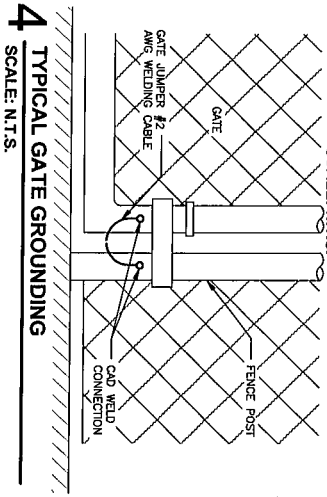 GATE
GATE JUMPER #2
AWG WELDING CABLE
FENCE POST
CAD WELD
CONNECTION
4
TYPICAL GATE GROUNDING
SCALE: N.T.S.